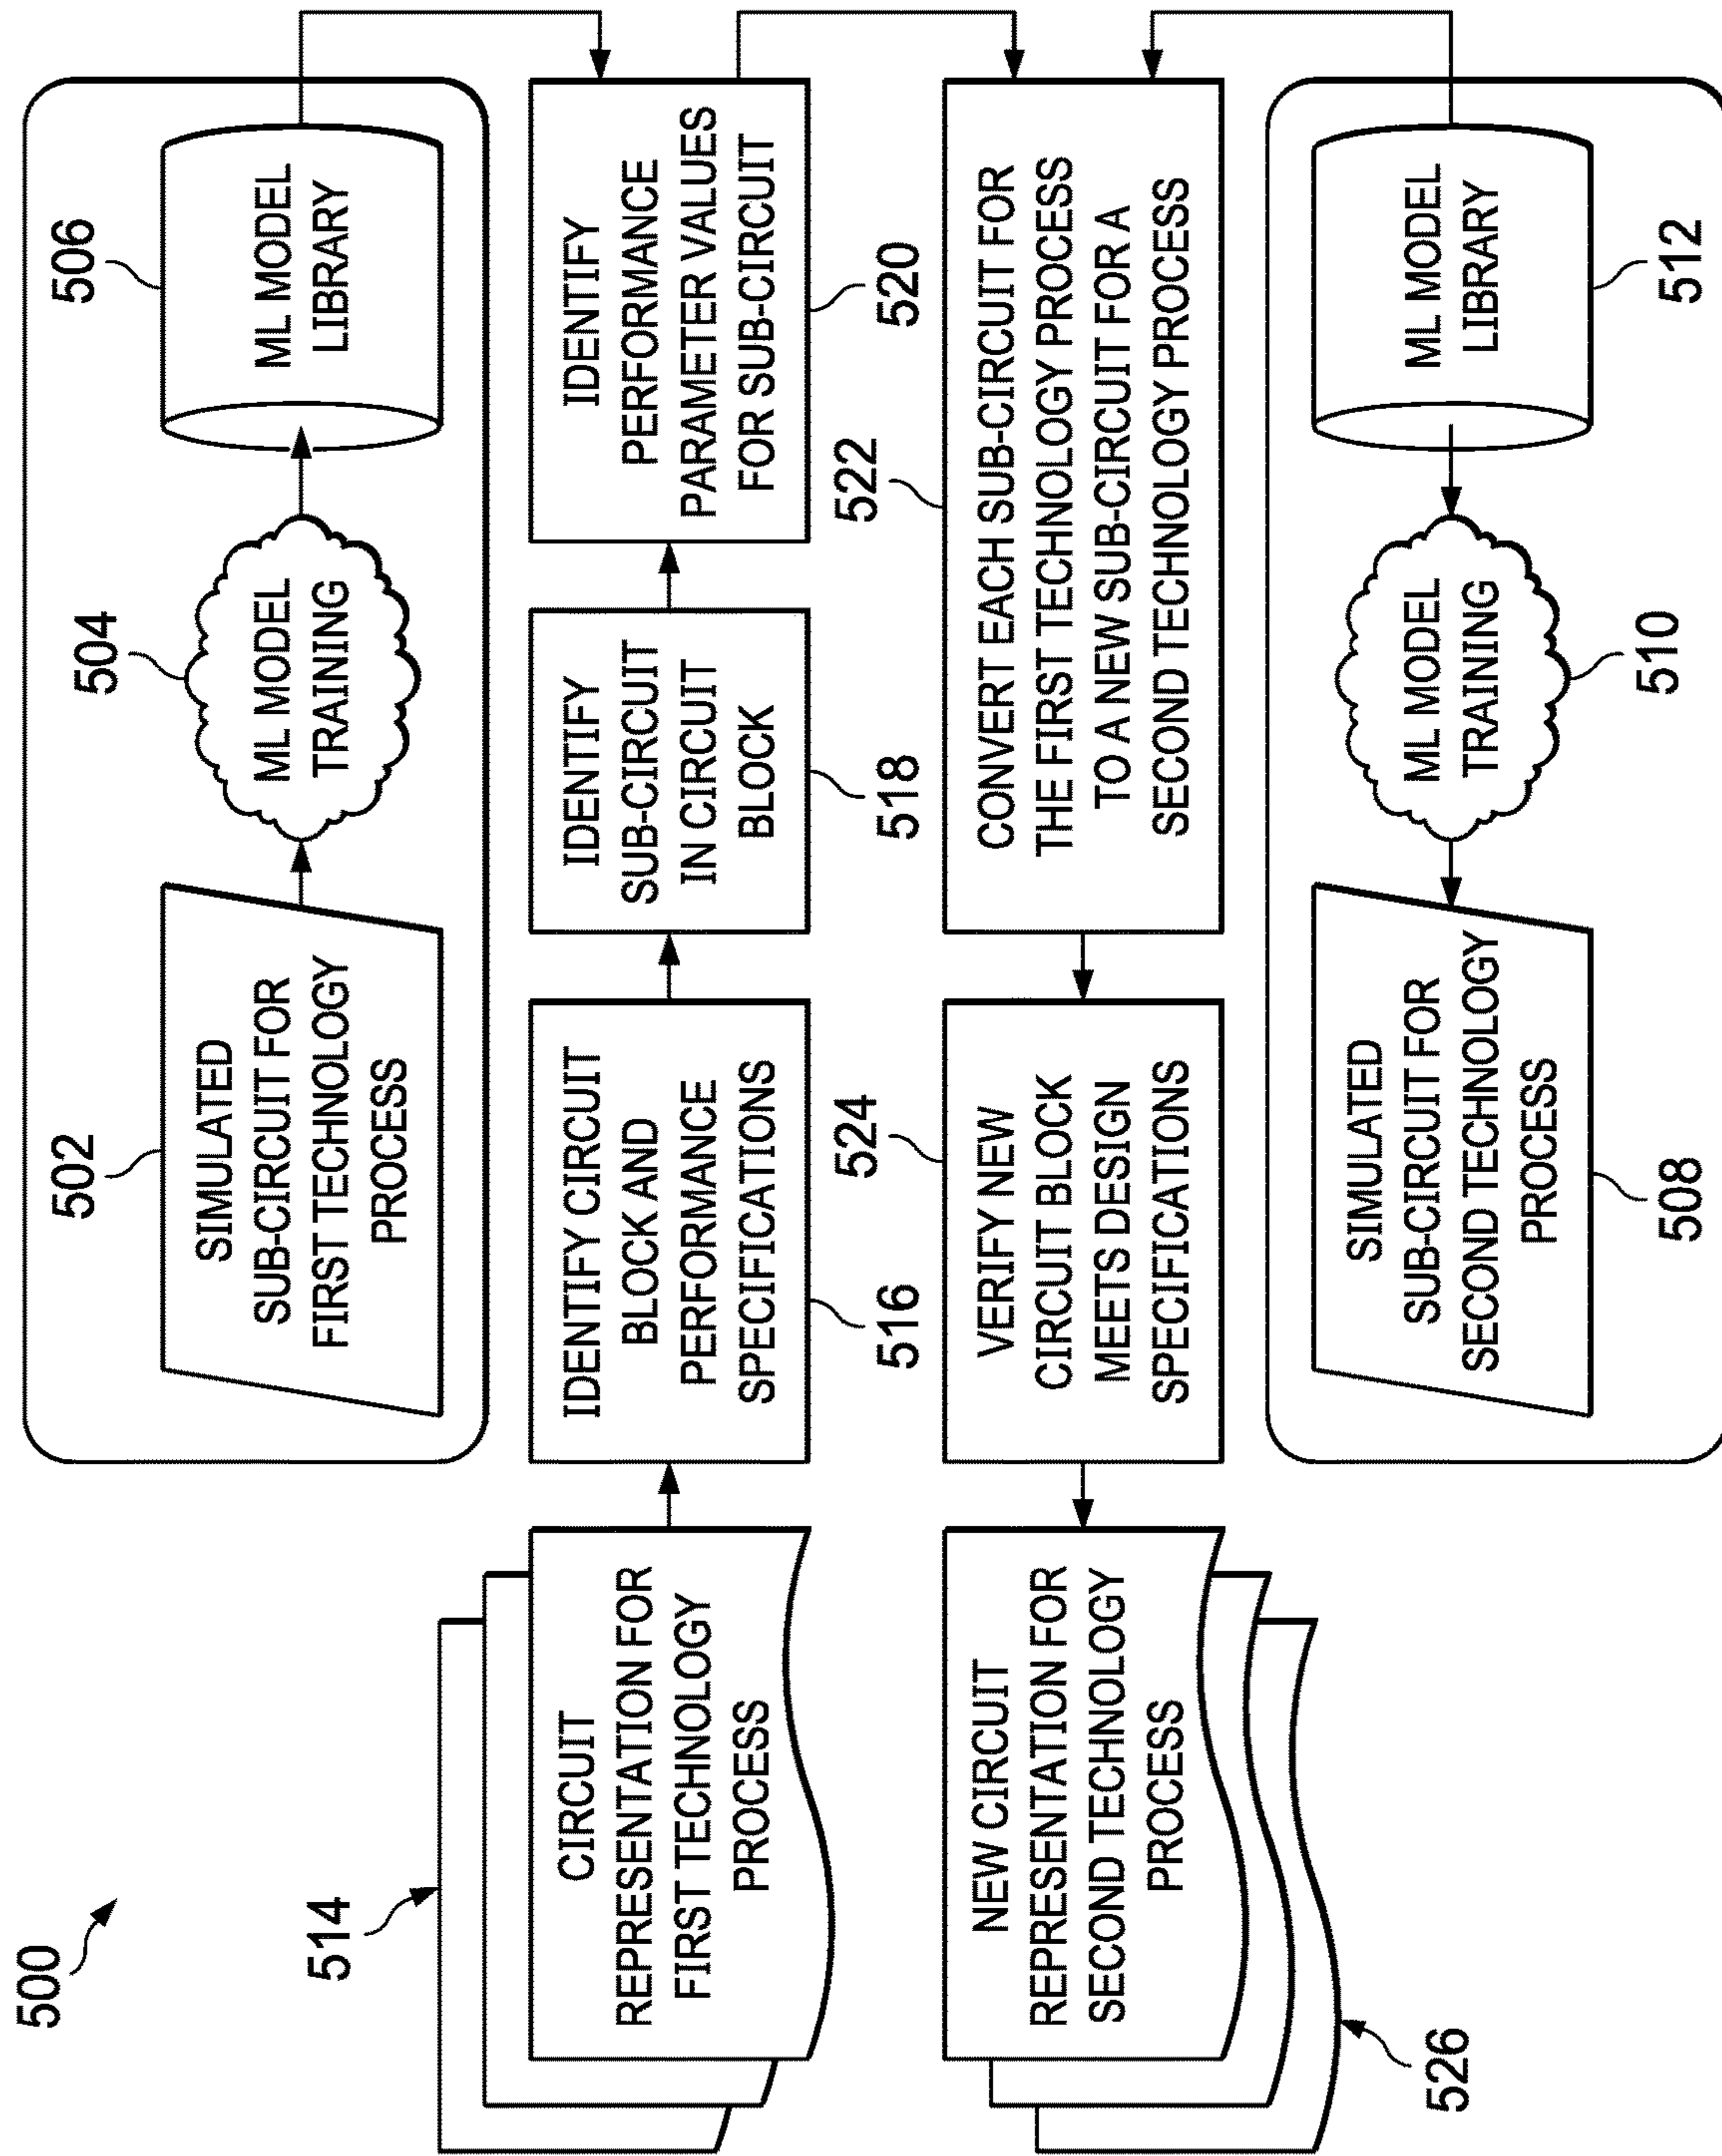 500
502
SIMULATED
SUB-CIRCUIT FOR
FIRST TECHNOLOGY
PROCESS
504
ML MODEL
TRAINING
506
ML MODEL
LIBRARY
514
CIRCUIT
REPRESENTATION FOR
FIRST TECHNOLOGY
PROCESS
IDENTIFY CIRCUIT
BLOCK AND
PERFORMANCE
SPECIFICATIONS
516
IDENTIFY
SUB-CIRCUIT
IN CIRCUIT
BLOCK
518
IDENTIFY
PERFORMANCE
PARAMETER VALUES
FOR SUB-CIRCUIT
520
522
CONVERT EACH SUB-CIRCUIT FOR
THE FIRST TECHNOLOGY PROCESS
TO A NEW SUB-CIRCUIT FOR A
SECOND TECHNOLOGY PROCESS
524
VERIFY NEW
CIRCUIT BLOCK
MEETS DESIGN
SPECIFICATIONS
NEW CIRCUIT
REPRESENTATION FOR
SECOND TECHNOLOGY
PROCESS
526
SIMULATED
SUB-CIRCUIT FOR
SECOND TECHNOLOGY
PROCESS
508
ML MODEL
TRAINING
510
ML MODEL
LIBRARY
512